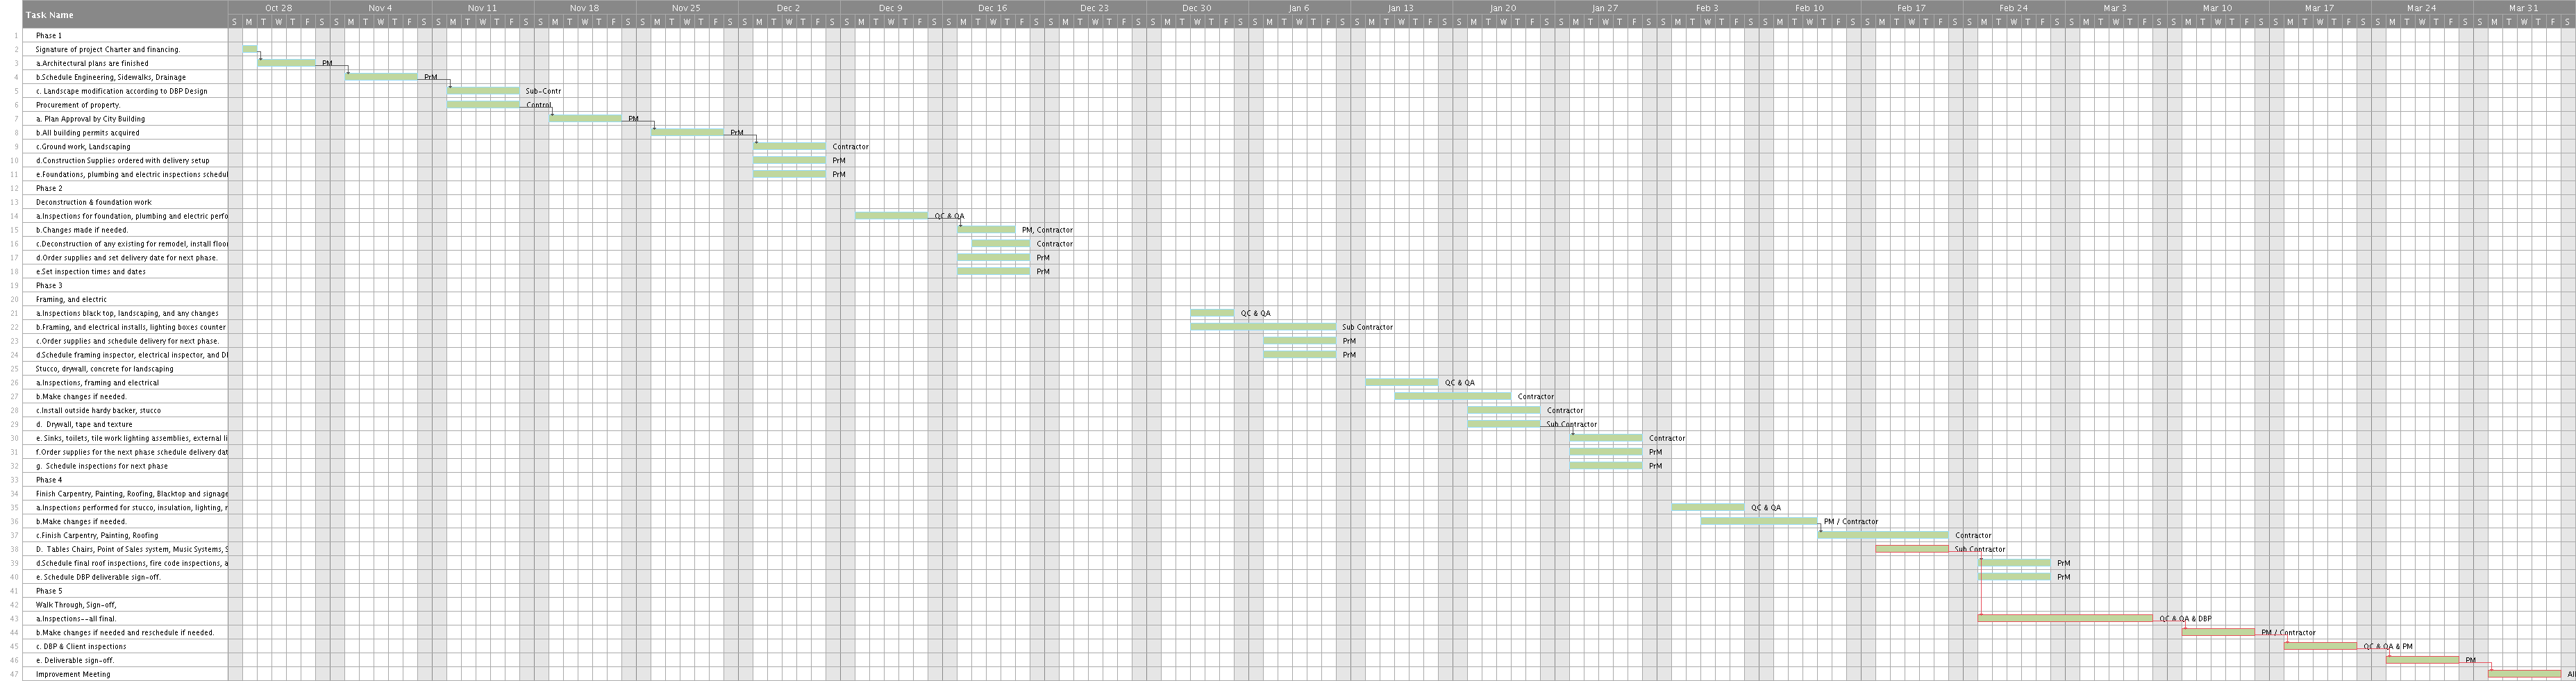 Task Name
Oct 28 Nov 4 Nov 11 Nov 18 Nov 25 Dec 2 Dec 9 Dec 16 Dec 23 Dec 30 Jan 6 Jan 13 Jan 20 Jan 27 Feb 3 Feb 10 Feb 17 Feb 24 Mar 3 Mar 10 Mar 17 Mar 24 Mar 31
S M T W T F S S M T W T F S S M T W T F S S M T W T F S S M T W T F S S M T W T F S S M T W T F S S M T W T F S S M T W T F S S M T W T F S S M T W T F S S M T W T F S S M T W T F S S M T W T F S S M T W T F S S M T W T F S S M T W T F S S M T W T F S S M T W T F S S M T W T F S S M T W T F S S M T W T F S S M T W T F S
1 Phase 1
2 Signature of project Charter and financing.
3 a.Architectural plans are finished PM
4 b.Schedule Engineering, Sidewalks, Drainage PrM
5 c. Landscape modification according to DBP Design Sub-Contr
6 Procurement of property. Control
7 a. Plan Approval by City Building PM
8 b.All building permits acquired PrM
9 c.Ground work, Landscaping Contractor
10 d.Construction Supplies ordered with delivery setup PrM
11 e.Foundations, plumbing and electric inspections schedul PrM
12 Phase 2
13 Deconstruction & foundation work
14 a.Inspections for foundation, plumbing and electric perfo QC & QA
15 b.Changes made if needed. PM, Contractor
16 c.Deconstruction of any existing for remodel, install floor Contractor
17 d.Order supplies and set delivery date for next phase. PrM
18 e.Set inspection times and dates PrM
19 Phase 3
20 Framing, and electric
21 a.Inspections black top, landscaping, and any changes QC & QA
22 b.Framing, and electrical installs, lighting boxes counter Sub Contractor
23 c.Order supplies and schedule delivery for next phase. PrM
24 d.Schedule framing inspector, electrical inspector, and DB PrM
25 Stucco, drywall, concrete for landscaping
26 a.Inspections, framing and electrical QC & QA
27 b.Make changes if needed. Contractor
28 c.Install outside hardy backer, stucco Contractor
29 d. Drywall, tape and texture Sub Contractor
30 e. Sinks, toilets, tile work lighting assemblies, external li Contractor
31 f.Order supplies for the next phase schedule delivery dat PrM
32 g. Schedule inspections for next phase PrM
33 Phase 4
34 Finish Carpentry, Painting, Roofing, Blacktop and signage
35 a.Inspections performed for stucco, insulation, lighting, r QC & QA
36 b.Make changes if needed. PM / Contractor
37 c.Finish Carpentry, Painting, Roofing Contractor
38 D. Tables Chairs, Point of Sales system, Music Systems, S Sub Contractor
39 d.Schedule final roof inspections, fire code inspections, a PrM
40 e. Schedule DBP deliverable sign-off. PrM
41 Phase 5
42 Walk Through, Sign-off,
43 a.Inspections--all final. QC & QA & DBP
44 b.Make changes if needed and reschedule if needed. PM / Contractor
45 c. DBP & Client inspections QC & QA & PM
46 e. Deliverable sign-off. PM
47 Improvement Meeting Al